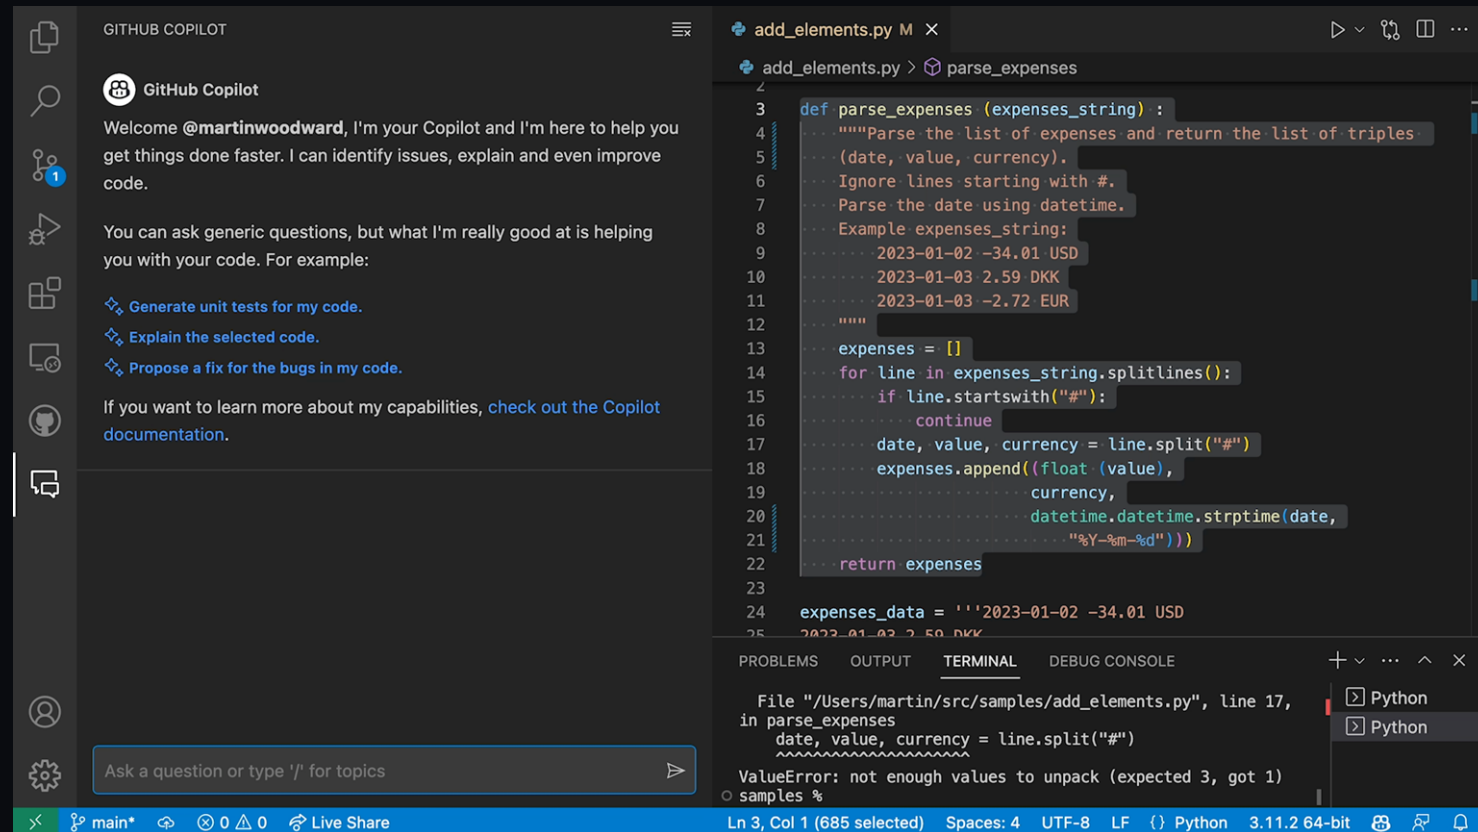 GITHUB COPILOT
GitHub Copilot
Welcome @martinwoodward, I'm your Copilot and I'm here to help you
get things done faster. I can identify issues, explain and even improve
code.
You can ask generic questions, but what I'm really good at is helping
you with your code. For example:
Generate unit tests for my code.
Explain the selected code.
Propose a fix for the bugs in my code.
If you want to learn more about my capabilities, check out the Copilot
documentation.
Ask a question or type '/' for topics
1
add_elements.py M
add_elements.py > parse_expenses
2
3 def parse_expenses (expenses_string) :
4 """Parse the list of expenses and return the list of triples
5 (date, value, currency).
6 Ignore lines starting with #.
7 Parse the date using datetime.
8 Example expenses_string:
9 2023-01-02 -34.01 USD
10 2023-01-03 2.59 DKK
11 2023-01-03 -2.72 EUR
12 """
13 expenses = []
14 for line in expenses_string.splitlines():
15 if line.startswith("#"):
16 continue
17 date, value, currency = line.split("#")
18 expenses.append((float (value),
19 currency,
20 datetime.datetime.strptime(date,
21 "%Y-%m-%d")))
22 return expenses
23
24 expenses_data = '''2023-01-02 -34.01 USD
25 2023-01-03 2.59 DKK
PROBLEMS OUTPUT TERMINAL DEBUG CONSOLE
File "/Users/martin/src/samples/add_elements.py", line 17,
in parse_expenses
date, value, currency = line.split("#")
^^^^^^^^^^^^^^^^^^^^^
ValueError: not enough values to unpack (expected 3, got 1)
samples %
Python
Python
main* 0 0 Live Share Ln 3, Col 1 (685 selected) Spaces: 4 UTF-8 LF {} Python 3.11.2 64-bit